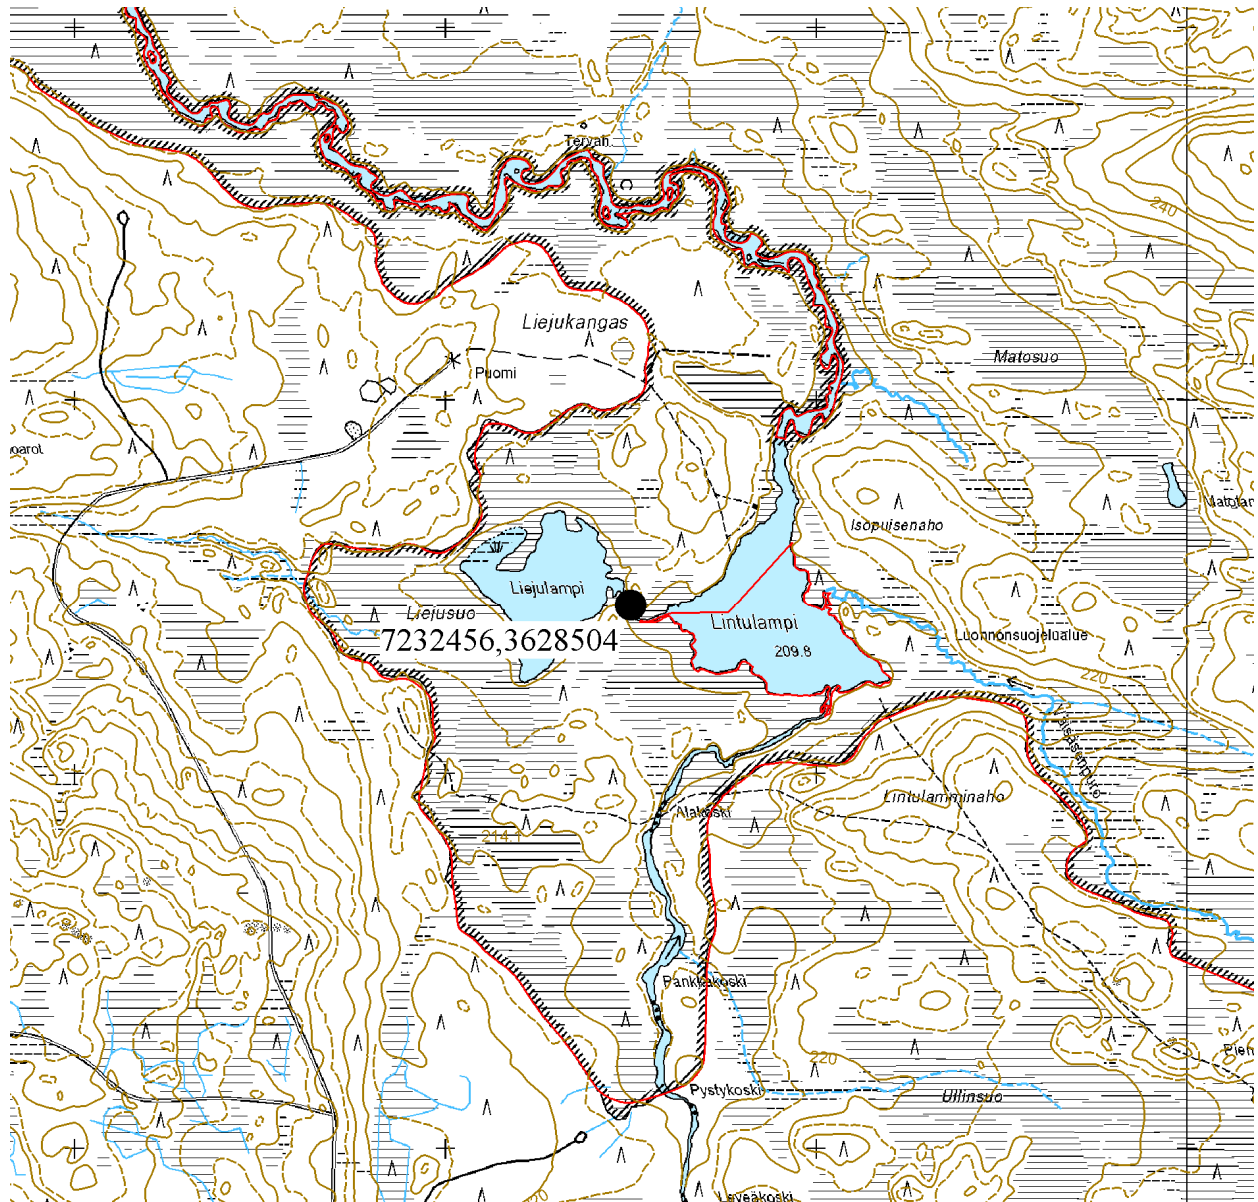 Tervah.
240
Liejukangas
Matosuo
Puomi
Isopuisenaho
Liejulampi
Liejusuo
Lintulampi
209.8
7232456,3628504
Luonnonsuojelualue
220
Lintulamminaho
Alakoski
214.1
Pankkakoski
220
Pystykoski
Ullinsuo